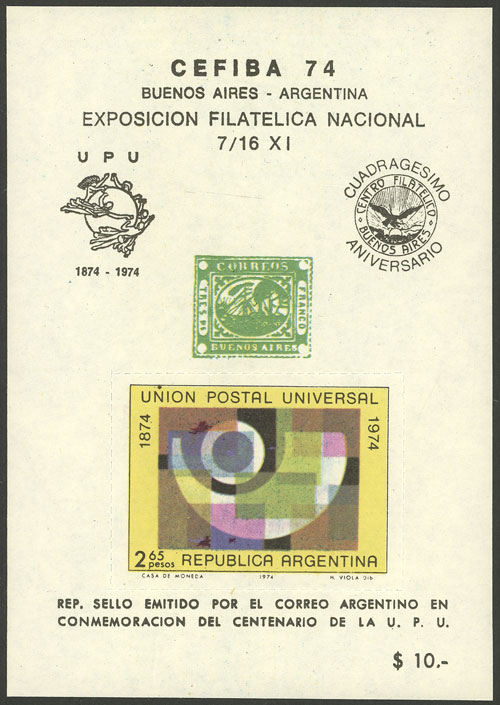 CEFIBA 74
BUENOS AIRES - ARGENTINA
EXPOSICION FILATELICA NACIONAL
7/16 XI
U P U
1874 - 1974
CUADRAGESIMO
CENTRO FILATELICO
BUENOS AIRES
ANIVERSARIO
CORREOS
TRES Ps
FRANCO
BUENOS AIRES
UNION POSTAL UNIVERSAL
1874
1974
2 65 pesos REPUBLICA ARGENTINA
CASA DE MONEDA 1974 H. VIOLA DIB
REP. SELLO EMITIDO POR EL CORREO ARGENTINO EN
CONMEMORACION DEL CENTENARIO DE LA U. P. U.
$ 10.-